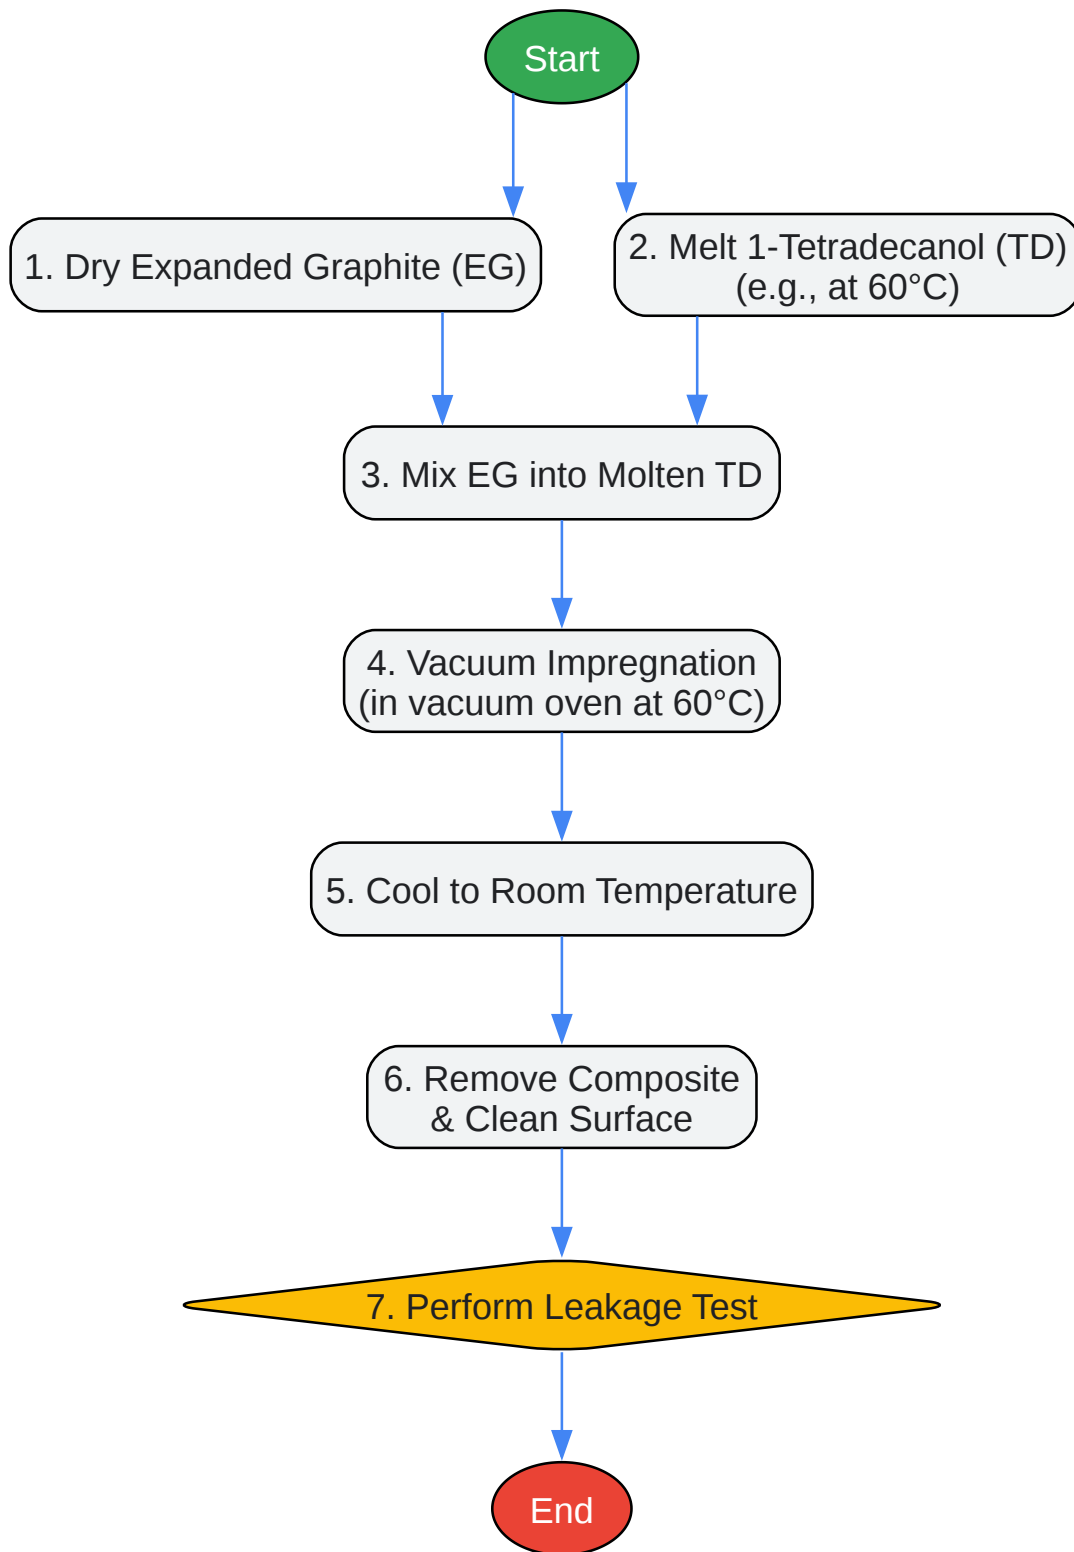 Start
1. Dry Expanded Graphite (EG)
2. Melt 1-Tetradecanol (TD)
(e.g., at 60°C)
3. Mix EG into Molten TD
4. Vacuum Impregnation
(in vacuum oven at 60°C)
5. Cool to Room Temperature
6. Remove Composite
& Clean Surface
7. Perform Leakage Test
End